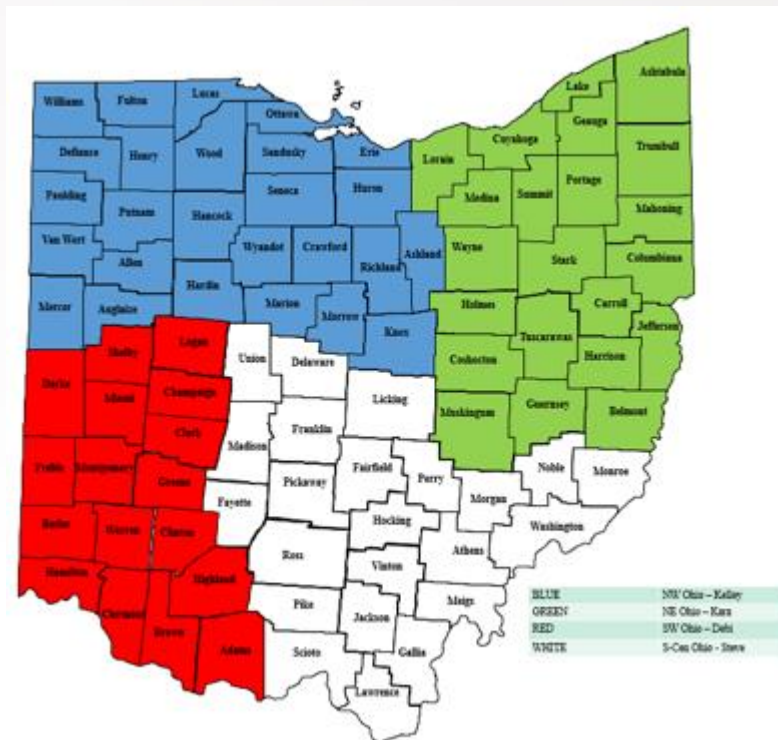 Ashtabula
Lake
Williams
Fulton
Lucas
Geauga
Ottawa
Cuyahoga
Trumbull
Defiance
Henry
Wood
Sandusky
Erie
Lorain
Portage
Medina
Summit
Paulding
Seneca
Huron
Mahoning
Putnam
Hancock
Van Wert
Wyandot
Crawford
Ashland
Wayne
Stark
Columbiana
Allen
Richland
Hardin
Mercer
Auglaize
Marion
Morrow
Holmes
Carroll
Knox
Tuscarawas
Jefferson
Logan
Shelby
Union
Delaware
Coshocton
Harrison
Darke
Miami
Champaign
Licking
Clark
Franklin
Muskingum
Guernsey
Belmont
Madison
Preble
Montgomery
Fairfield
Perry
Noble
Monroe
Greene
Pickaway
Fayette
Morgan
Butler
Warren
Clinton
Hocking
Washington
Ross
Athens
Hamilton
Highland
Vinton
Clermont
Brown
Pike
Jackson
Meigs
Adams
Scioto
Gallia
Lawrence
BLUE NW Ohio – Kelley
GREEN NE Ohio – Kara
RED SW Ohio – Debi
WHITE S-Cen Ohio - Steve